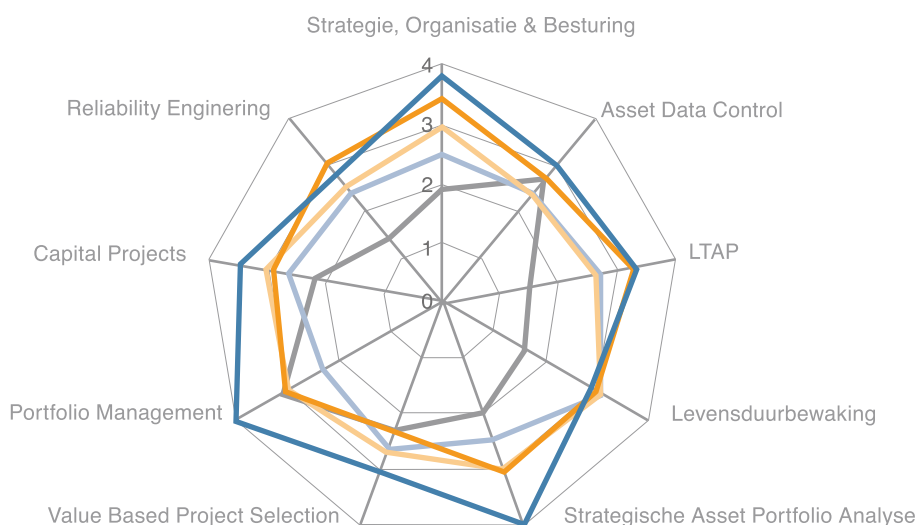 Strategie, Organisatie & Besturing
4
Reliability Enginering
Asset Data Control
3
2
Capital Projects
LTAP
1
0
Portfolio Management
Levensduurbewaking
Value Based Project Selection
Strategische Asset Portfolio Analyse